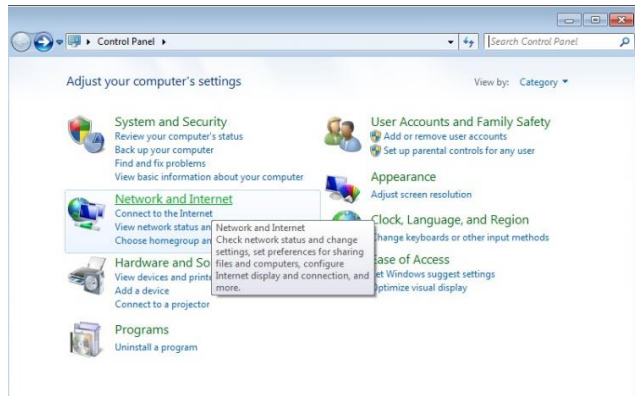 Control Panel
Search Control Panel
Adjust your computer's settings
View by: Category
System and Security
Review your computer's status
Back up your computer
Find and fix problems
View basic information about your computer
Network and Internet
Connect to the Internet
View network status an
Choose homegroup an
Network and Internet
Check network status and change
settings, set preferences for sharing
files and computers, configure
Internet display and connection, and
more.
Hardware and So
View devices and printe
Add a device
Connect to a projector
Programs
Uninstall a program
User Accounts and Family Safety
Add or remove user accounts
Set up parental controls for any user
Appearance
Adjust screen resolution
Clock, Language, and Region
Change keyboards or other input methods
Ease of Access
Let Windows suggest settings
Optimize visual display